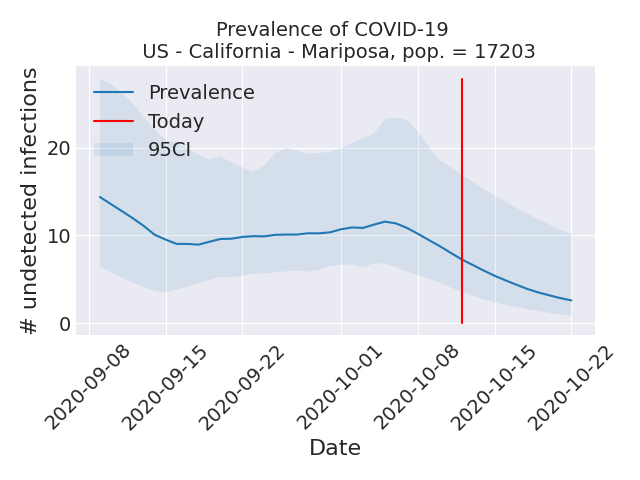 Prevalence of COVID-19
US - California - Mariposa, pop. = 17203
# undetected infections
20
10
0
Prevalence
Today
95CI
2020-09-08
2020-09-15
2020-09-22
2020-10-01
2020-10-08
2020-10-15
2020-10-22
Date